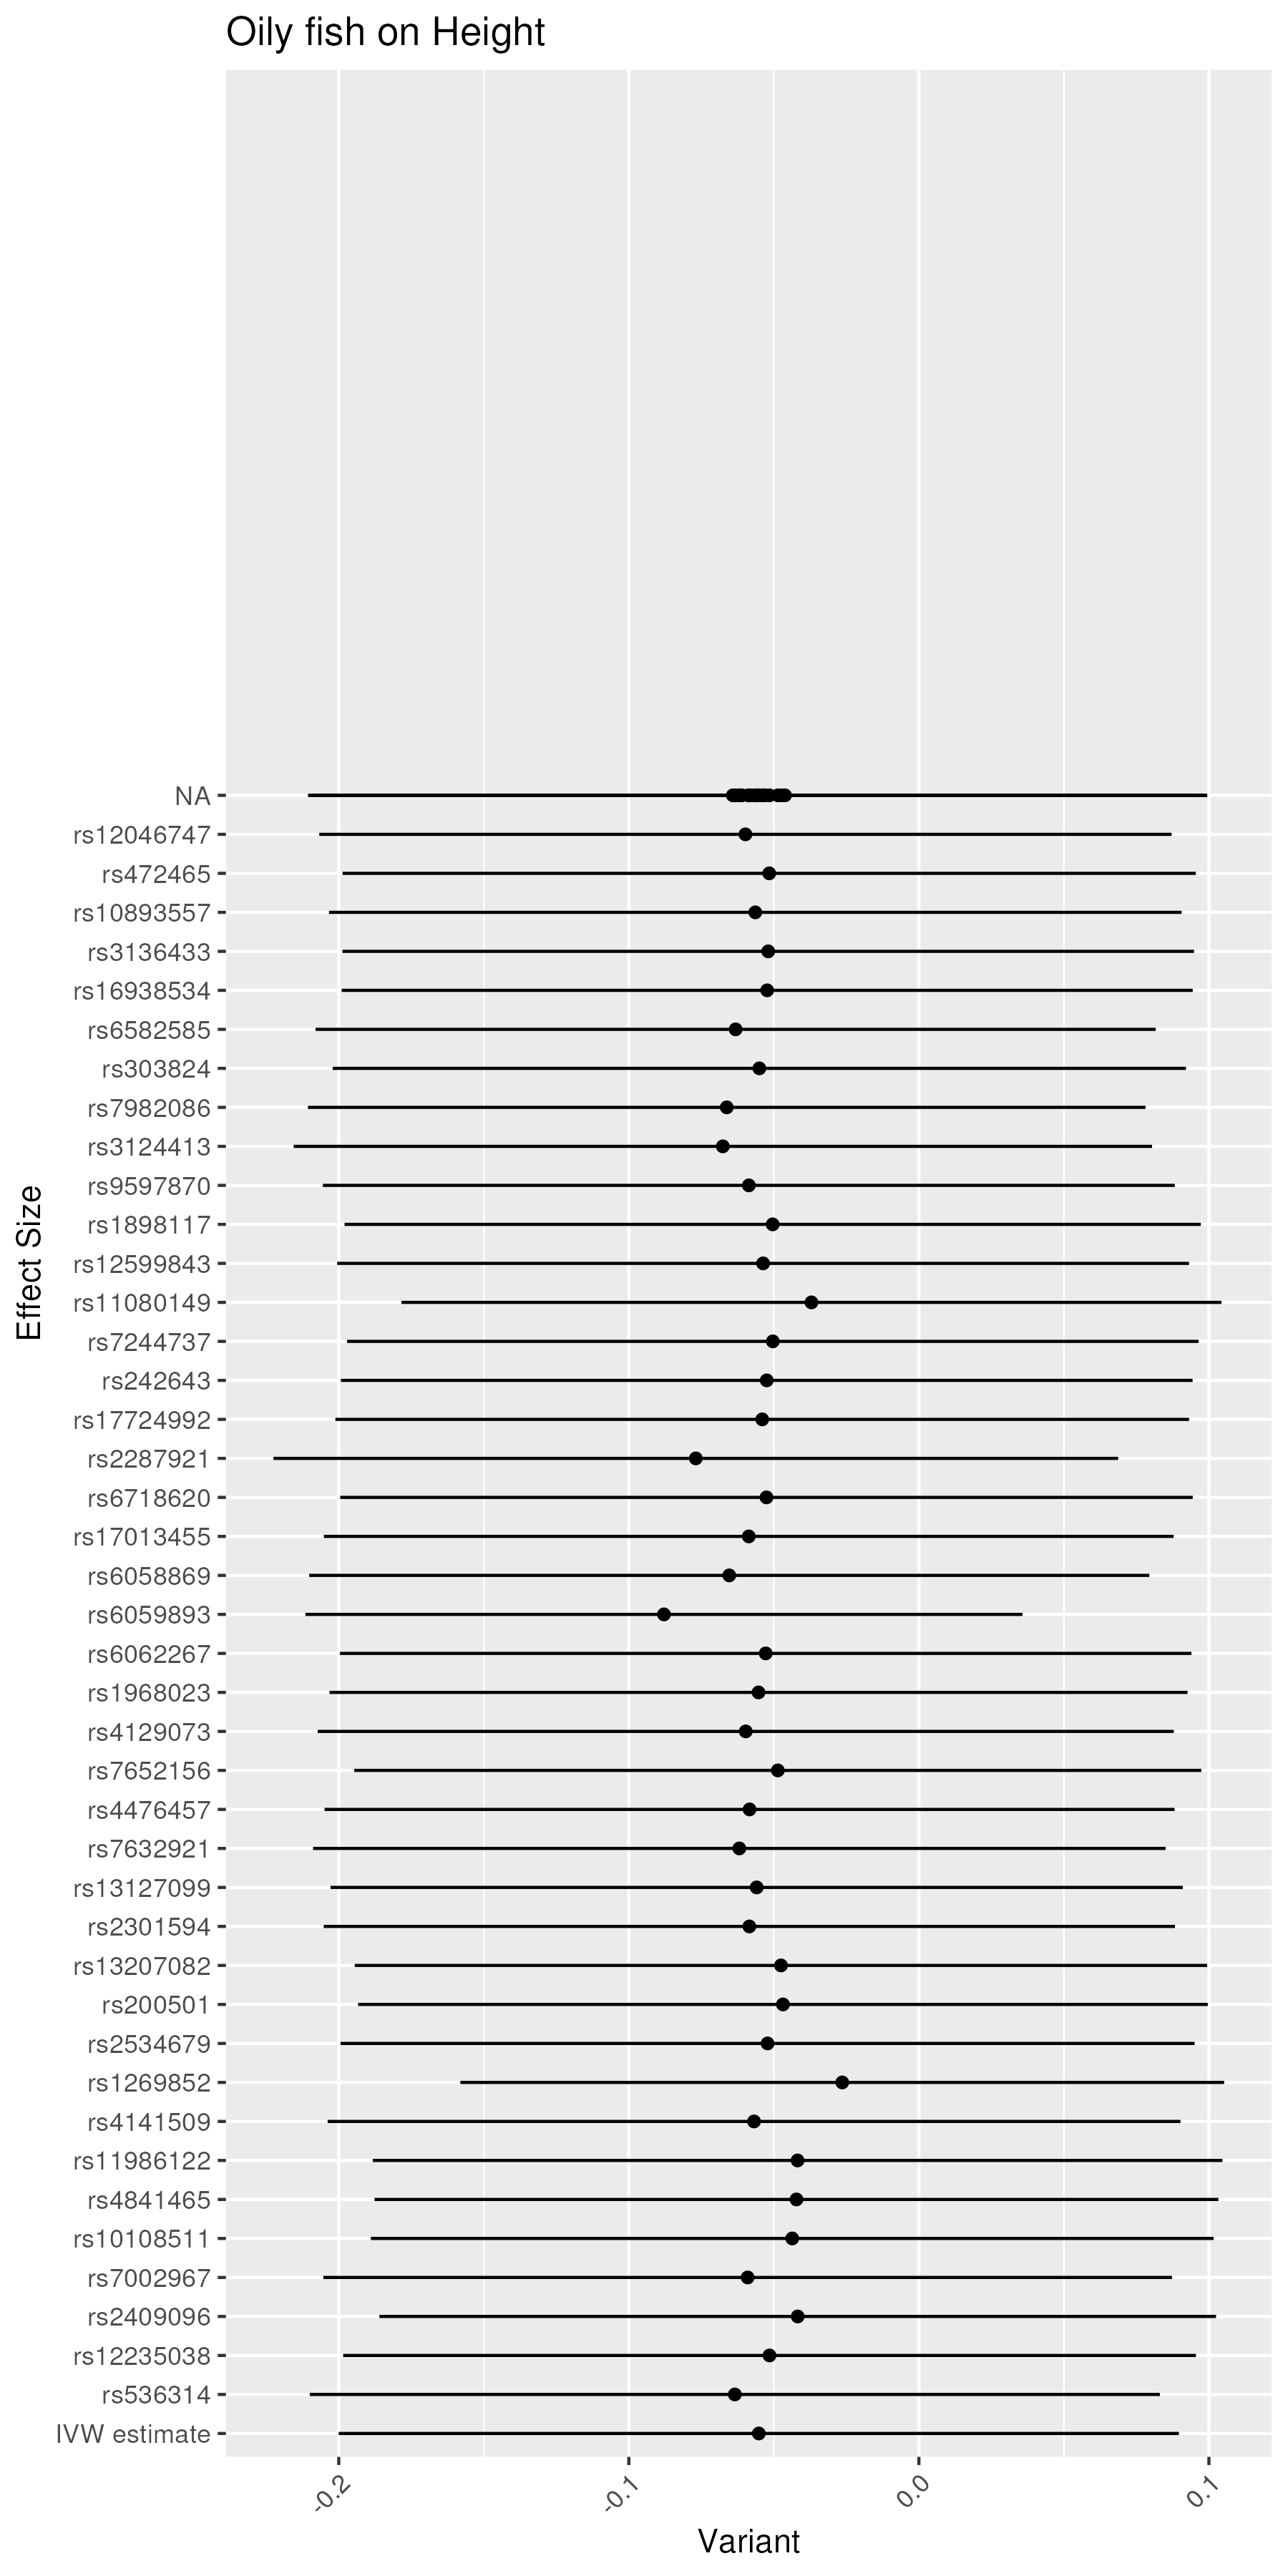 Oily fish on Height
NA
rs12046747
rs472465
rs10893557
rs3136433
rs16938534
rs6582585
rs303824
rs7982086
rs3124413
rs9597870
rs1898117
rs12599843
rs11080149
rs7244737
rs242643
rs17724992
rs2287921
rs6718620
rs17013455
rs6058869
rs6059893
rs6062267
rs1968023
rs4129073
rs7652156
rs4476457
rs7632921
rs13127099
rs2301594
rs13207082
rs200501
rs2534679
rs1269852
rs4141509
rs11986122
rs4841465
rs10108511
rs7002967
rs2409096
rs12235038
rs536314
IVW estimate
Effect Size
-0.2 -0.1 0.0 0.1
Variant